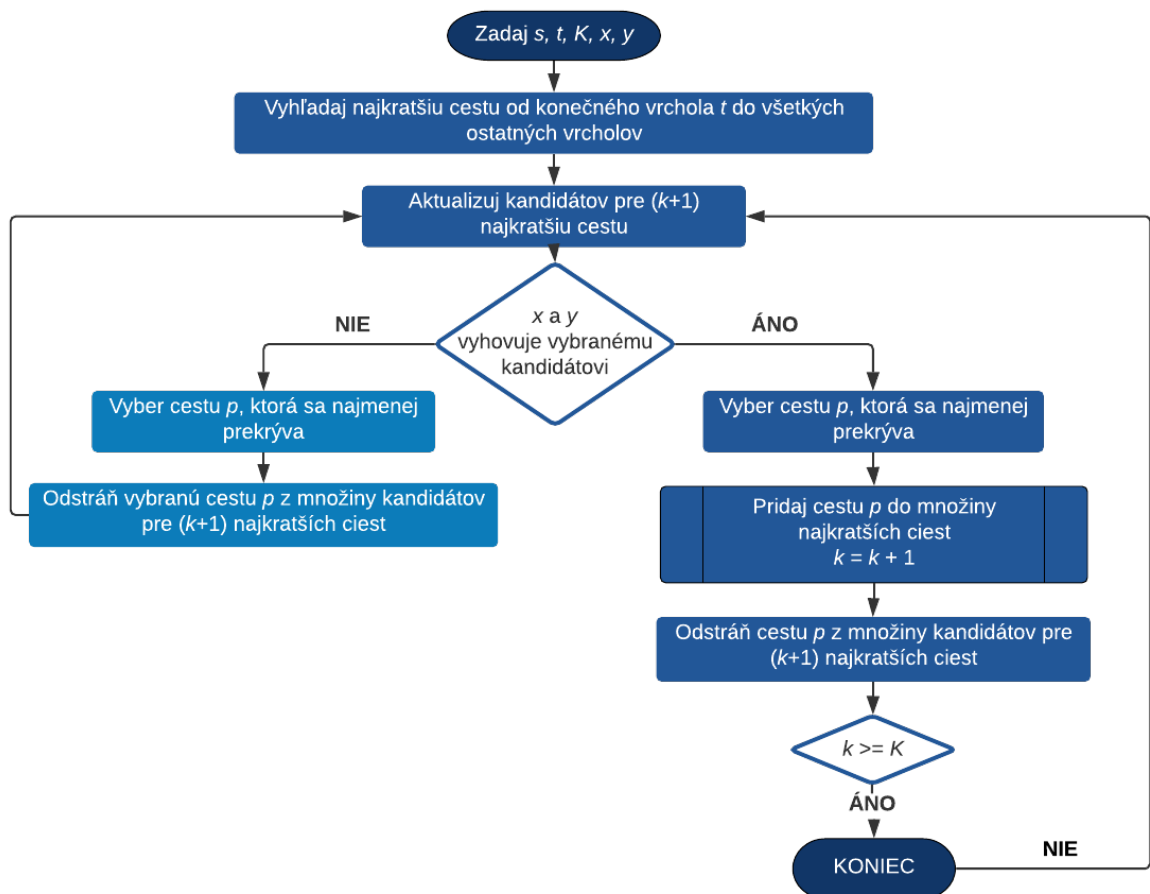 Zadaj s, t, K, x, y
Vyhľadaj najkratšiu cestu od konečného vrchola t do všetkých
ostatných vrcholov
Aktualizuj kandidátov pre (k+1)
najkratšiu cestu
x a y
vyhovuje vybranému
kandidátovi
NIE
ÁNO
Vyber cestu p, ktorá sa najmenej
prekrýva
Odstráň vybranú cestu p z množiny kandidátov
pre (k+1) najkratších ciest
Vyber cestu p, ktorá sa najmenej
prekrýva
Pridaj cestu p do množiny
najkratších ciest
k = k + 1
Odstráň cestu p z množiny kandidátov pre
(k+1) najkratších ciest
k >= K
ÁNO
KONIEC
NIE